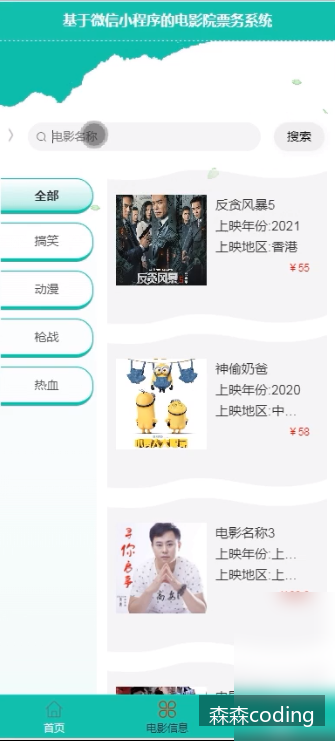 基于微信小程序的电影院票务系统
电影名称
搜索
全部
搞笑
动漫
枪战
热血
反贪风暴5
反贪风暴5
上映年份:2021
上映地区:香港
￥55
神偷奶爸
上映年份:2020
上映地区:中...
￥58
寻你启事
电影名称3
上映年份:上...
上映地区:上...
首页
电影信息
森森coding